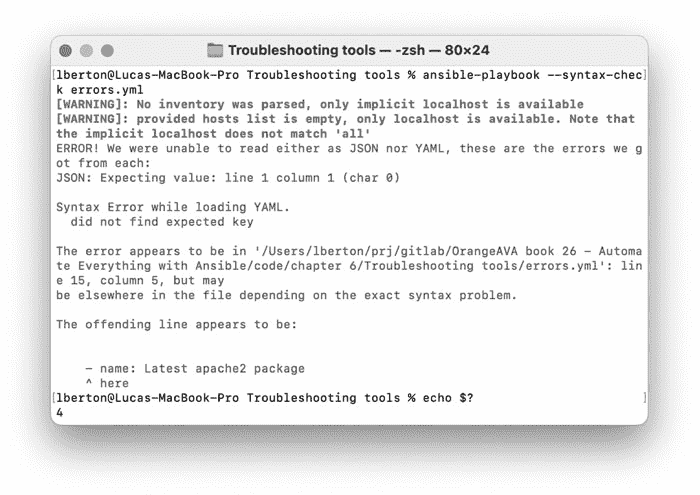 Troubleshooting tools — -zsh — 80×24
[lberton@Lucas-MacBook-Pro Troubleshooting tools % ansible-playbook --syntax-chec]
k errors.yml
[WARNING]: No inventory was parsed, only implicit localhost is available
[WARNING]: provided hosts list is empty, only localhost is available. Note that
the implicit localhost does not match 'all'
ERROR! We were unable to read either as JSON nor YAML, these are the errors we g
ot from each:
JSON: Expecting value: line 1 column 1 (char 0)
Syntax Error while loading YAML.
did not find expected key
The error appears to be in '/Users/lberton/prj/gitlab/OrangeAVA book 26 - Automa
te Everything with Ansible/code/chapter 6/Troubleshooting tools/errors.yml': lin
e 15, column 5, but may
be elsewhere in the file depending on the exact syntax problem.
The offending line appears to be:
- name: Latest apache2 package
^ here
[lberton@Lucas-MacBook-Pro Troubleshooting tools % echo $? ]
4